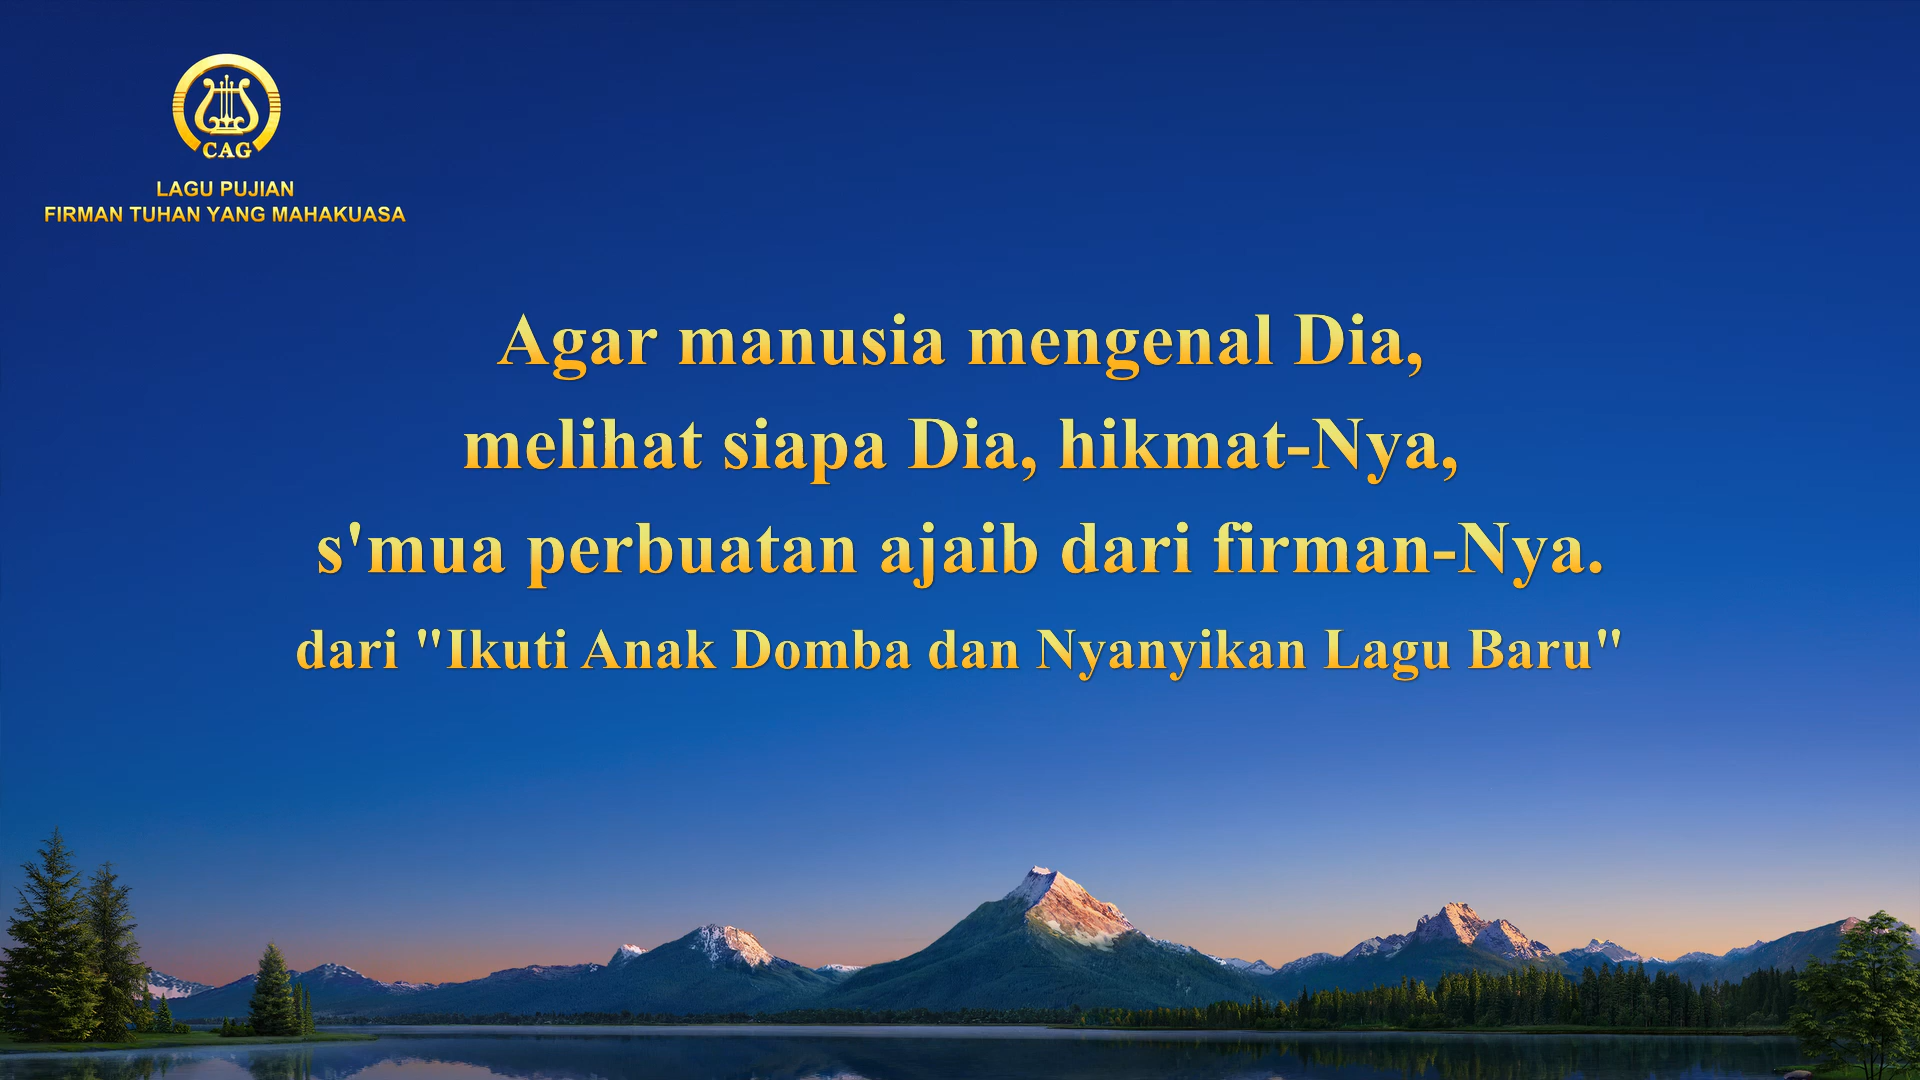 CAG
LAGU PUJIAN
FIRMAN TUHAN YANG MAHAKUASA
Agar manusia mengenal Dia,
melihat siapa Dia, hikmat-Nya,
s'mua perbuatan ajaib dari firman-Nya.
dari "Ikuti Anak Domba dan Nyanyikan Lagu Baru"